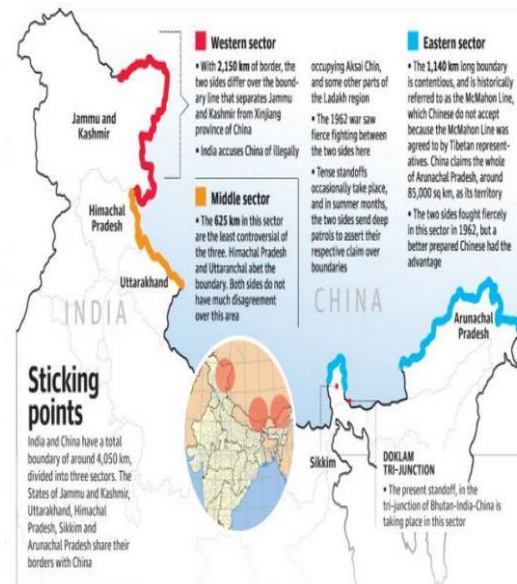 Western sector
• With 2,150 km of border, the
two sides differ over the bound-
ary line that separates Jammu
and Kashmir from Xinjiang
province of China
• India accuses China of illegally
occupying Aksai Chin,
and some other parts of
the Ladakh region
• The 1962 war saw
fierce fighting between
the two sides here
• Tense standoffs
occasionally take place, and
in summer months,
the two sides send deep
patrols to assert their
respective claim over
boundaries
Eastern sector
• The 1,140 km long boundary
is contentious, and is historically
referred to as the McMahon Line,
which Chinese do not accept
because the McMahon Line was
agreed to by Tibetan represent-
atives. China claims the whole
of Arunachal Pradesh, around
85,000 sq km, as its territory
• The two sides fought fiercely
in this sector in 1962, but a
better prepared Chinese had the
advantage
Middle sector
• The 625 km in this sector
are the least controversial of
the three. Himachal Pradesh
and Uttaranchal abet the
boundary. Both sides do not
have much disagreement
over this area
Jammu and
Kashmir
Himachal
Pradesh
Uttarakhand
INDIA
CHINA
Arunachal
Pradesh
Sikkim
Sticking
points
India and China have a total
boundary of around 4,050 km,
divided into three sectors. The
States of Jammu and Kashmir,
Uttarakhand, Himachal
Pradesh, Sikkim and
Arunachal Pradesh share their
borders with China
DOKLAM
TRI-JUNCTION
• The present standoff, in the
tri-junction of Bhutan-India-China is
taking place in this sector